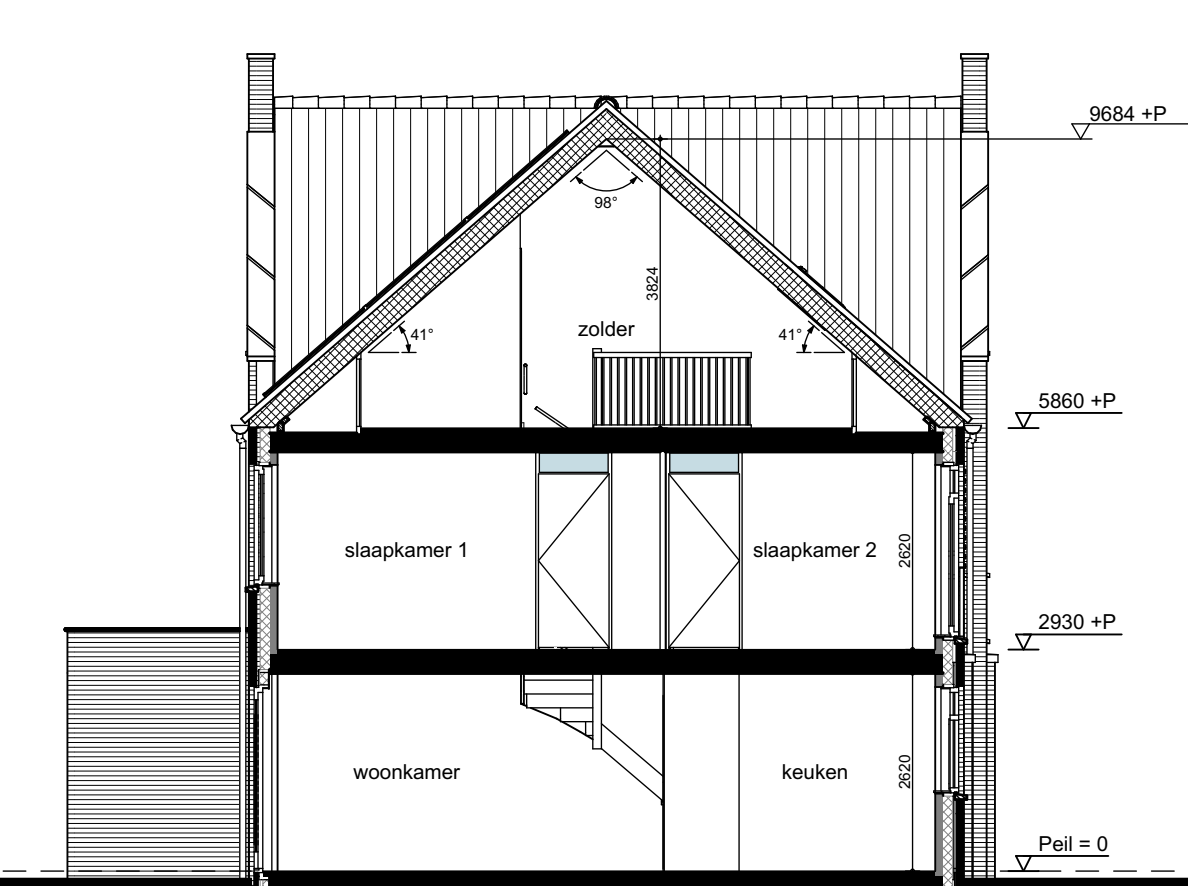 9684 +P
98°
3824
zolder
41°
41°
5860 +P
slaapkamer 1
slaapkamer 2
2620
2930 +P
woonkamer
keuken
2620
Peil = 0